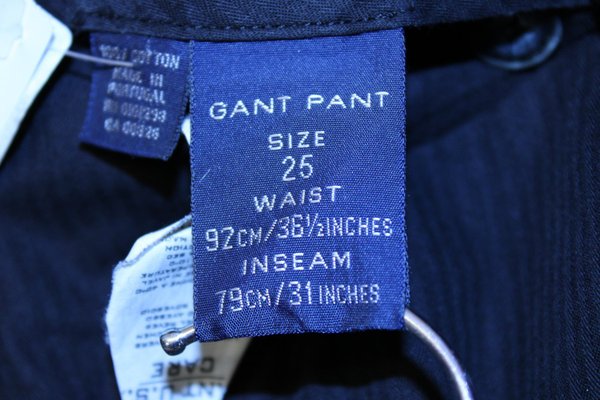 100% COTTON
MADE IN
PORTUGAL
GANT PANT
SIZE
25
WAIST
92CM/36½INCHES
INSEAM
79CM/31INCHES
CARE